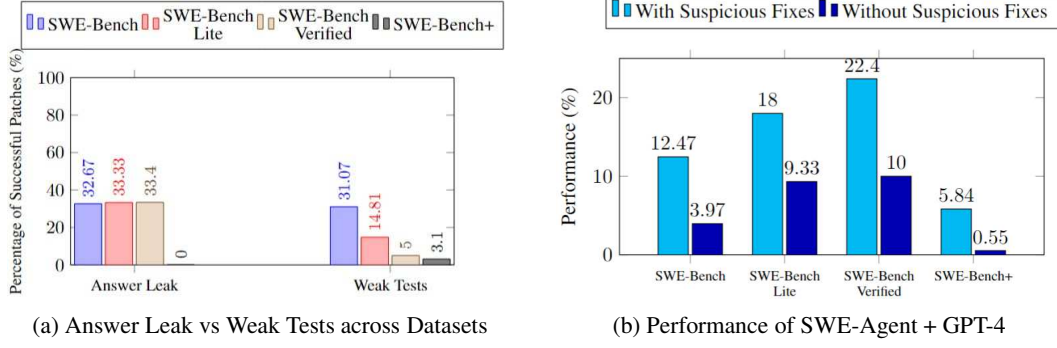 SWE-Bench SWE-Bench Lite SWE-Bench Verified SWE-Bench+
Percentage of Successful Patches (%)
100
80
60
40
20
0
32.67
33.33
33.4
0
31.07
14.81
5
3.1
Answer Leak
Weak Tests
(a) Answer Leak vs Weak Tests across Datasets
With Suspicious Fixes Without Suspicious Fixes
Performance (%)
20
10
0
12.47
3.97
18
9.33
22.4
10
5.84
0.55
SWE-Bench
SWE-Bench
Lite
SWE-Bench
Verified
SWE-Bench+
(b) Performance of SWE-Agent + GPT-4